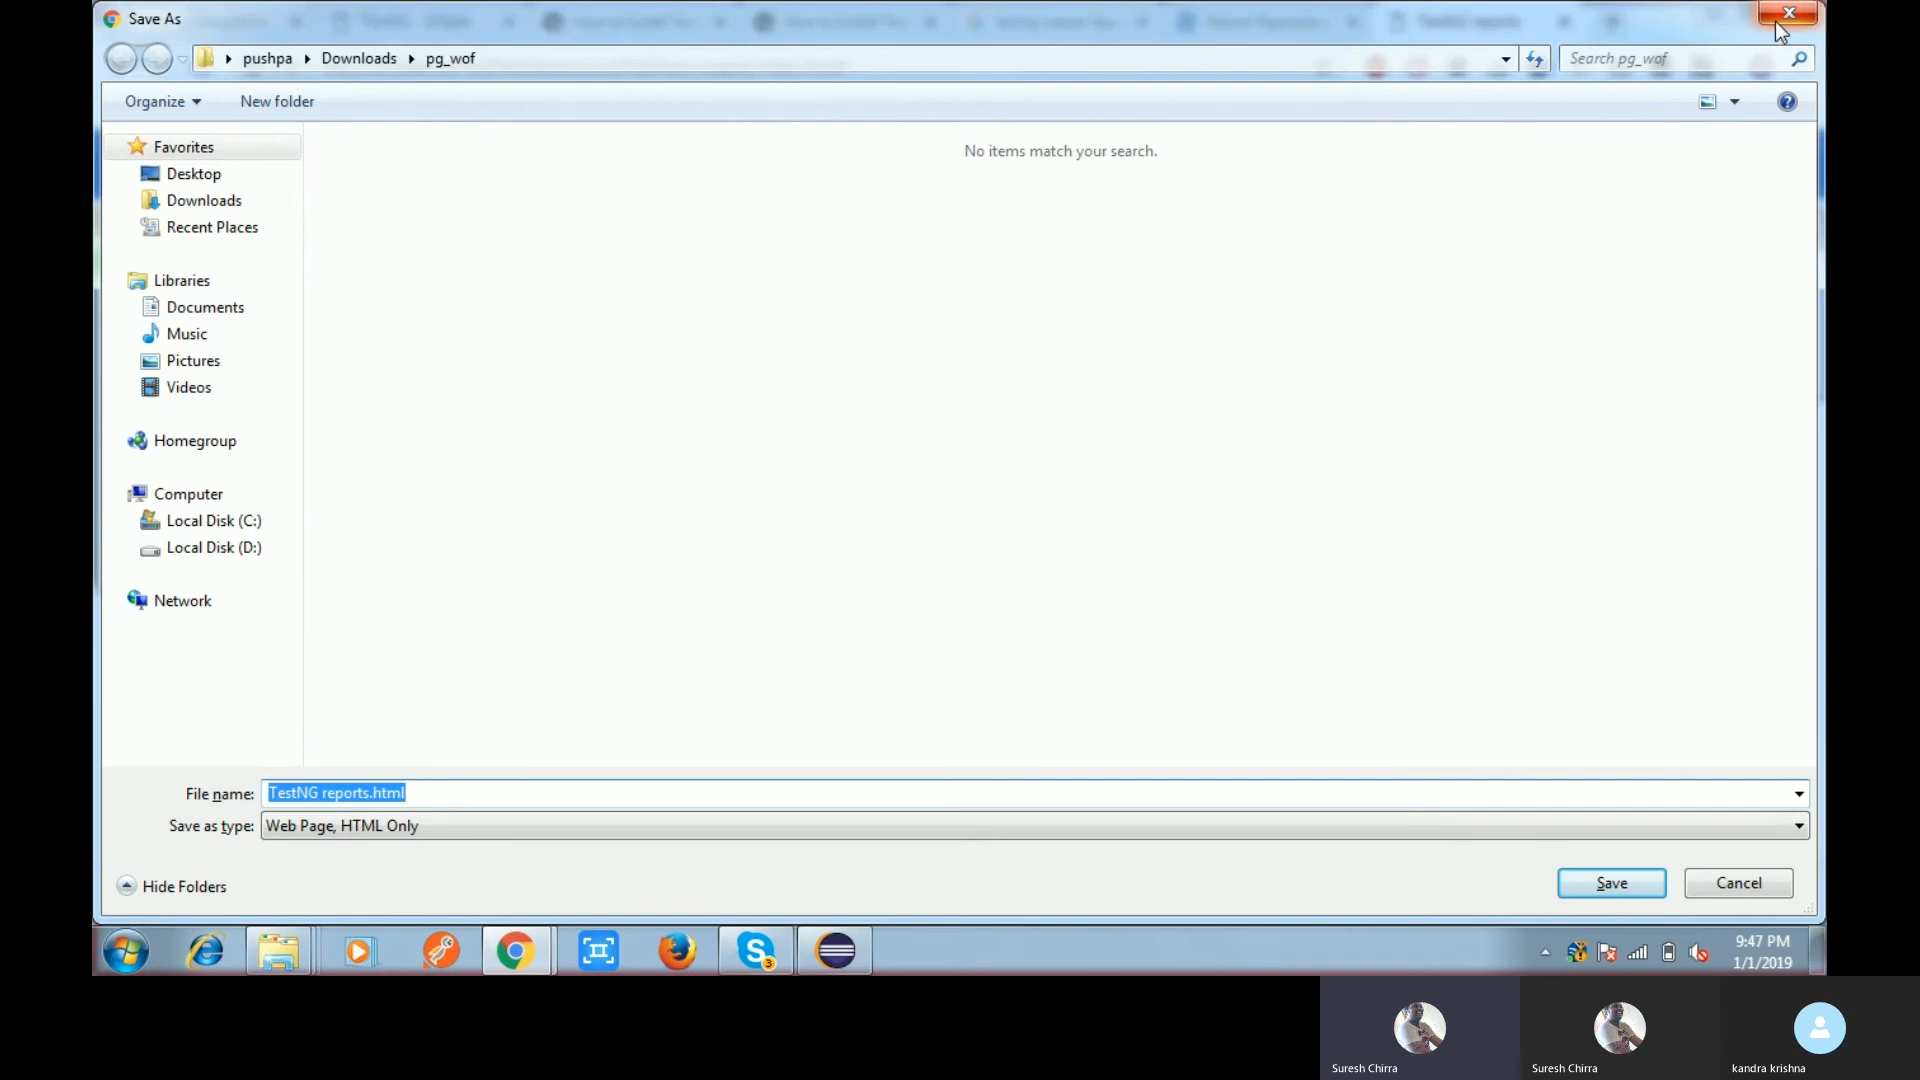 Save As
pushpa
Downloads
pg_wof
Search pg_wof
Organize
New folder
Favorites
Desktop
Downloads
Recent Places
Libraries
Documents
Music
Pictures
Videos
Homegroup
Computer
Local Disk (C:)
Local Disk (D:)
Network
No items match your search.
File name: TestNG reports.html
Save as type: Web Page, HTML Only
Hide Folders
Save
Cancel
S
3
9:47 PM
1/1/2019
Suresh Chirra
Suresh Chirra
kandra krishna